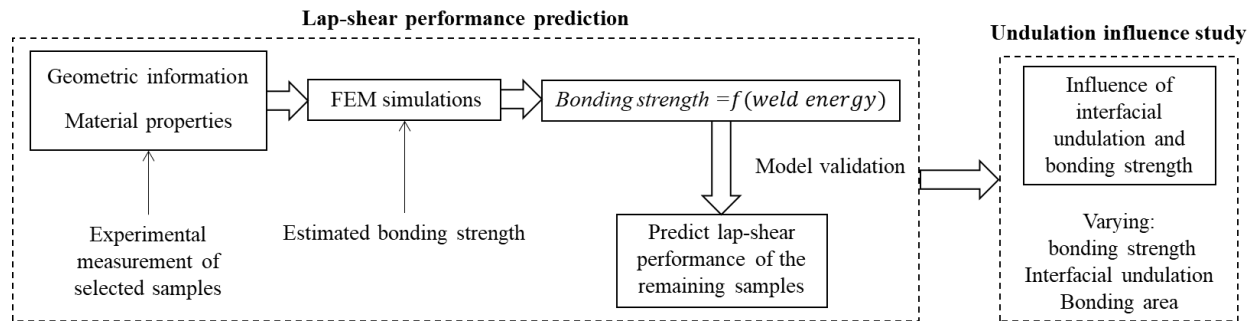 Lap-shear performance prediction
Geometric information
Material properties
FEM simulations
Bonding strength =f(weld energy)
Model validation
Experimental
measurement of
selected samples
Estimated bonding strength
Predict lap-shear
performance of the
remaining samples
Undulation influence study
Influence of
interfacial
undulation and
bonding strength
Varying:
bonding strength
Interfacial undulation
Bonding area